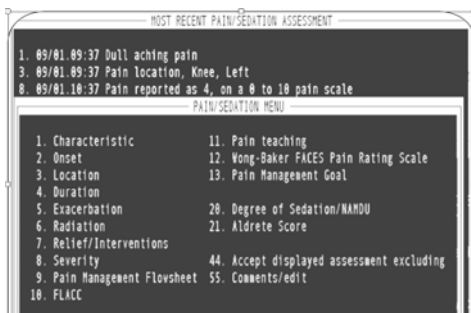 MOST RECENT PAIN/SEDATION ASSESSMENT
1. 09/01.09:37 Dull aching pain
3. 09/01.09:37 Pain location, Knee, Left
8. 09/01.10:37 Pain reported as 4, on a 0 to 10 pain scale
PAIN/SEDATION MENU
1. Characteristic 11. Pain teaching
2. Onset 12. Wong-Baker FACES Pain Rating Scale
3. Location 13. Pain Management Goal
4. Duration
5. Exacerbation 20. Degree of Sedation/NAMDU
6. Radiation 21. Aldrete Score
7. Relief/Interventions
8. Severity 44. Accept displayed assessment excluding
9. Pain Management Flowsheet 55. Comments/edit
10. FLACC